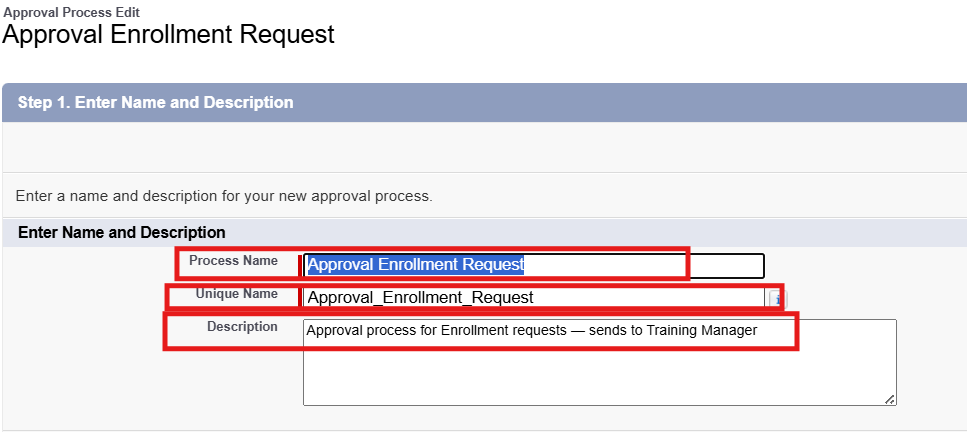 Approval Process Edit
Approval Enrollment Request
Step 1. Enter Name and Description
Enter a name and description for your new approval process.
Enter Name and Description
Process Name Approval Enrollment Request
Unique Name Approval_Enrollment_Request i
Description Approval process for Enrollment requests — sends to Training Manager